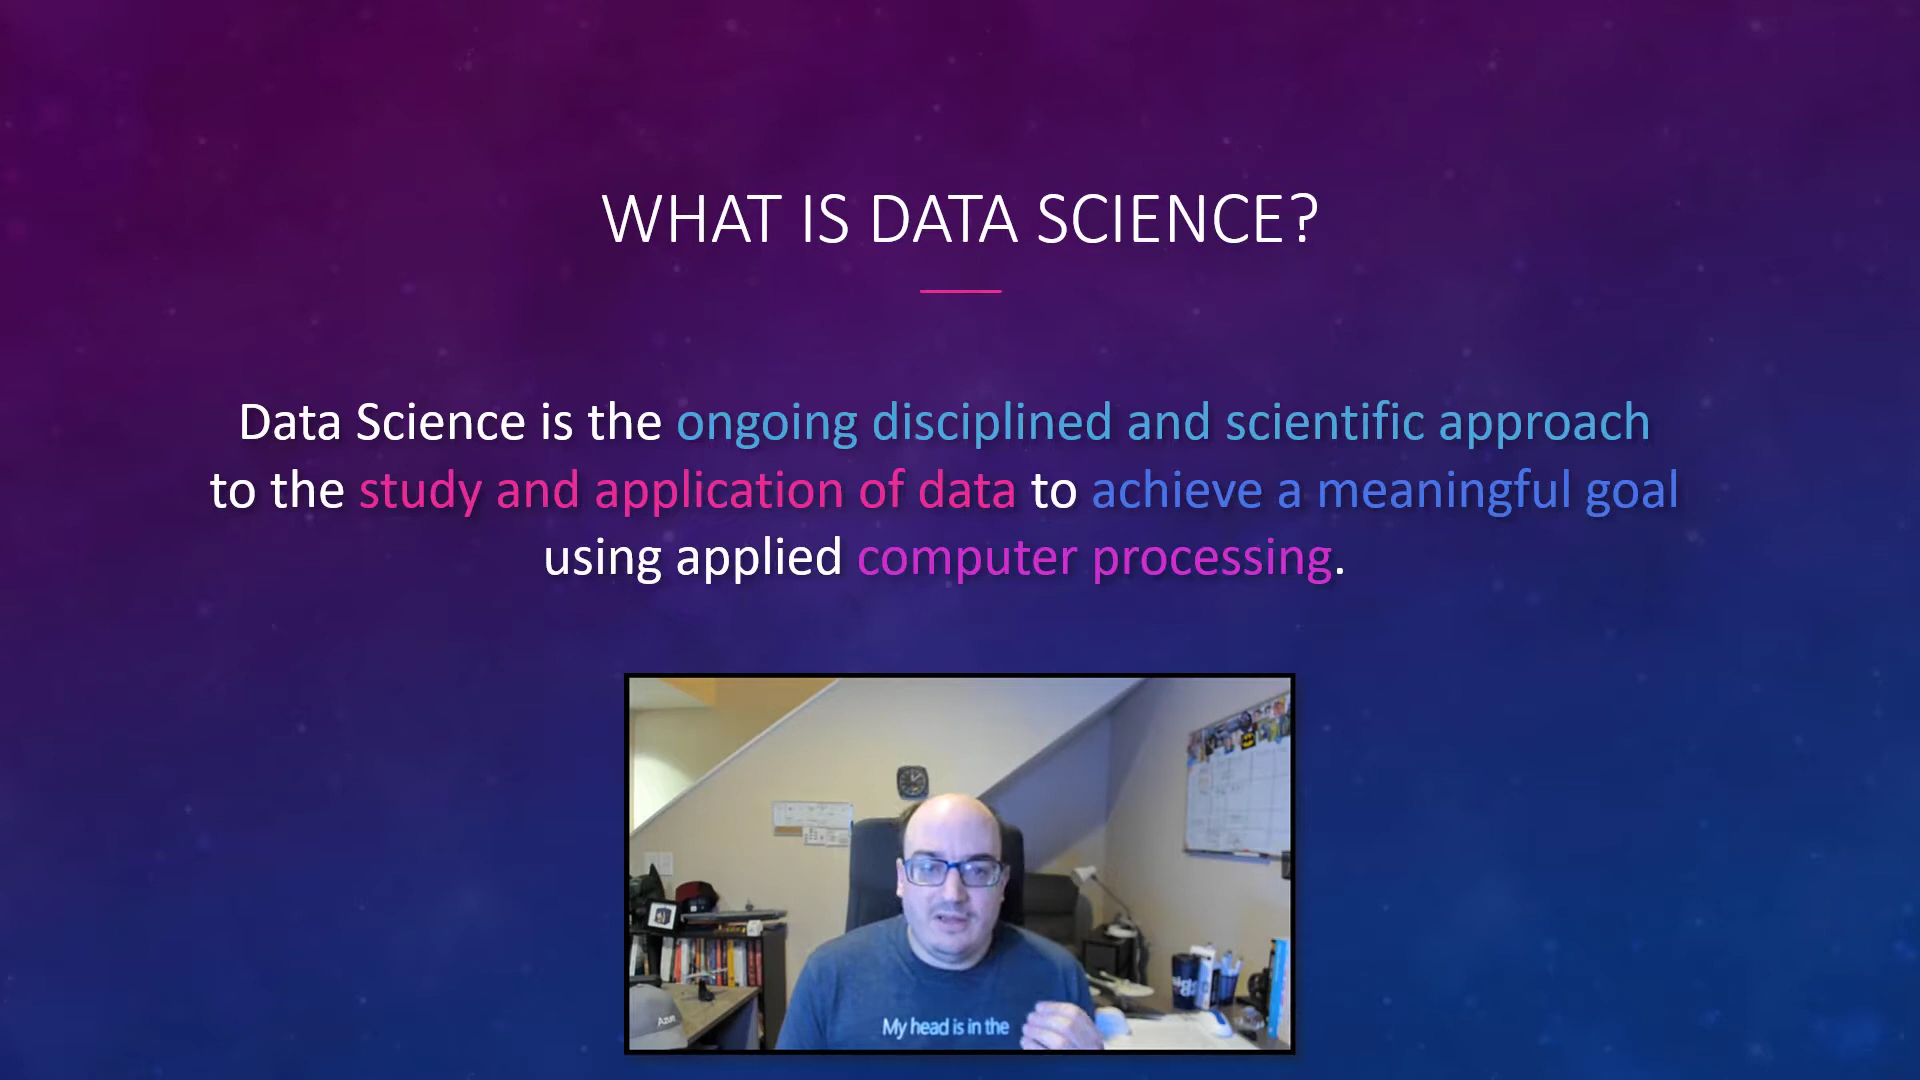 WHAT IS DATA SCIENCE?
Data Science is the ongoing disciplined and scientific approach
to the study and application of data to achieve a meaningful goal
using applied computer processing.
My head is in the
Azure